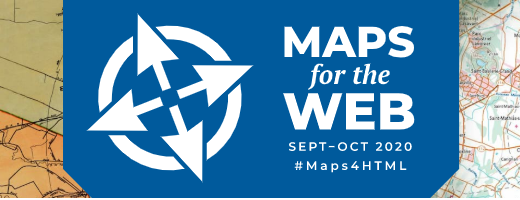 MAPS
for the
WEB
SEPT–OCT 2020
#Maps4HTML